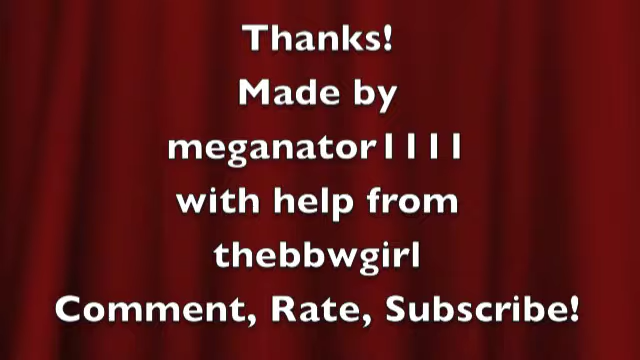 Thanks!
Made by
meganator1111
with help from
thebbwgirl
Comment, Rate, Subscribe!